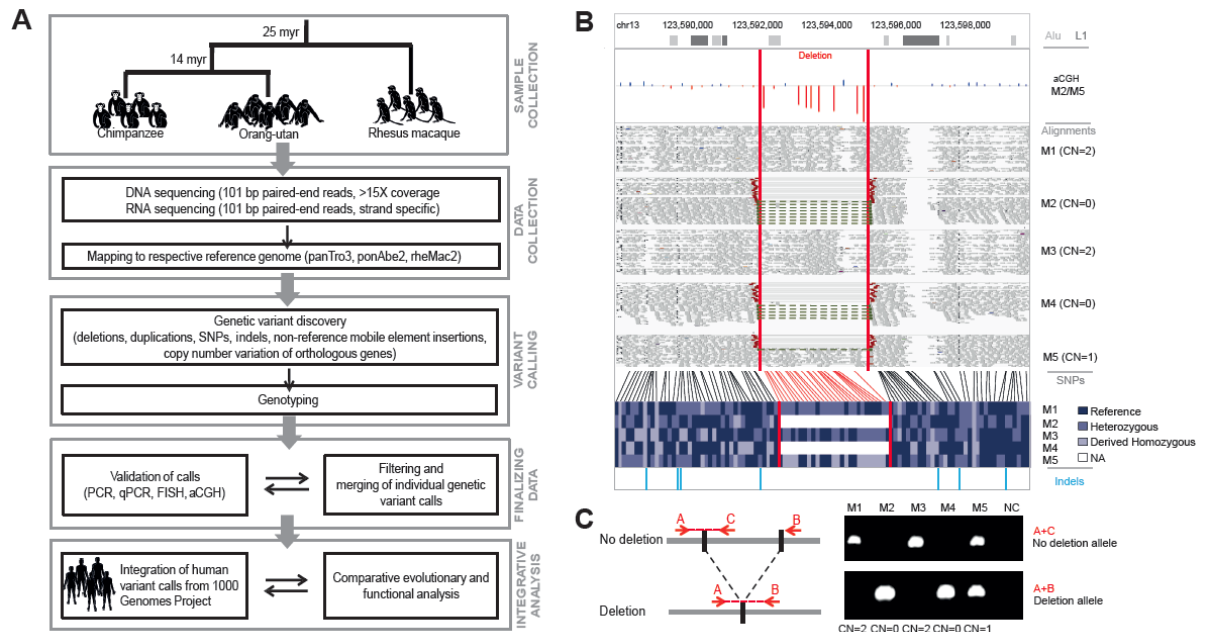 A
25 myr
14 myr
Chimpanzee
Orang-utan
Rhesus macaque
SAMPLE
COLLECTION
DNA sequencing (101 bp paired-end reads, >15X coverage
RNA sequencing (101 bp paired-end reads, strand specific)
Mapping to respective reference genome (panTro3, ponAbe2, rheMac2)
DATA
COLLECTION
Genetic variant discovery
(deletions, duplications, SNPs, indels, non-reference mobile element insertions,
copy number variation of orthologous genes)
Genotyping
VARIANT
CALLING
Validation of calls
(PCR, qPCR, FISH, aCGH)
Filtering and
merging of individual genetic
variant calls
FINALIZING
DATA
Integration of human
variant calls from 1000
Genomes Project
Comparative evolutionary and
functional analysis
INTEGRATIVE
ANALYSIS
B
chr13 123,590,000 123,592,000 123,594,000 123,596,000 123,598,000
Alu L1
Deletion
aCGH
M2/M5
Alignments
M1 (CN=2)
M2 (CN=0)
M3 (CN=2)
M4 (CN=0)
M5 (CN=1)
SNPs
M1
M2
M3
M4
M5
Reference
Heterozygous
Derived Homozygous
NA
Indels
C
No deletion
A C B
Deletion
A B
M1 M2 M3 M4 M5 NC
A+C
No deletion allele
A+B
Deletion allele
CN=2 CN=0 CN=2 CN=0 CN=1